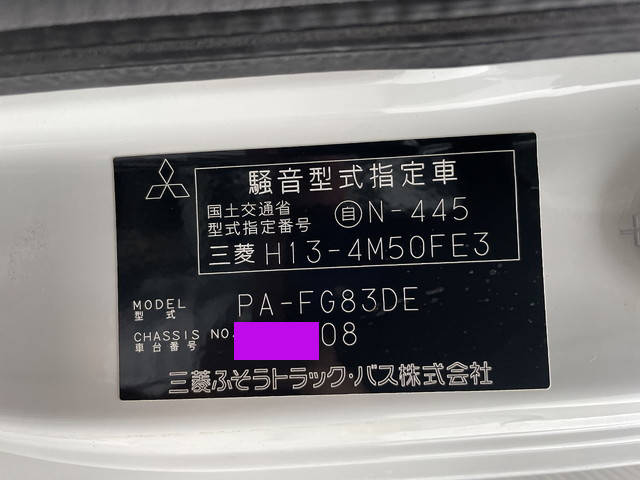 騒音型式指定車
国土交通省
型式指定番号 自N-445
三菱 H13-4M50FE3
MODEL PA-FG83DE
型式
CHASSIS NO. 08
車台番号
三菱ふそうトラック・バス株式会社